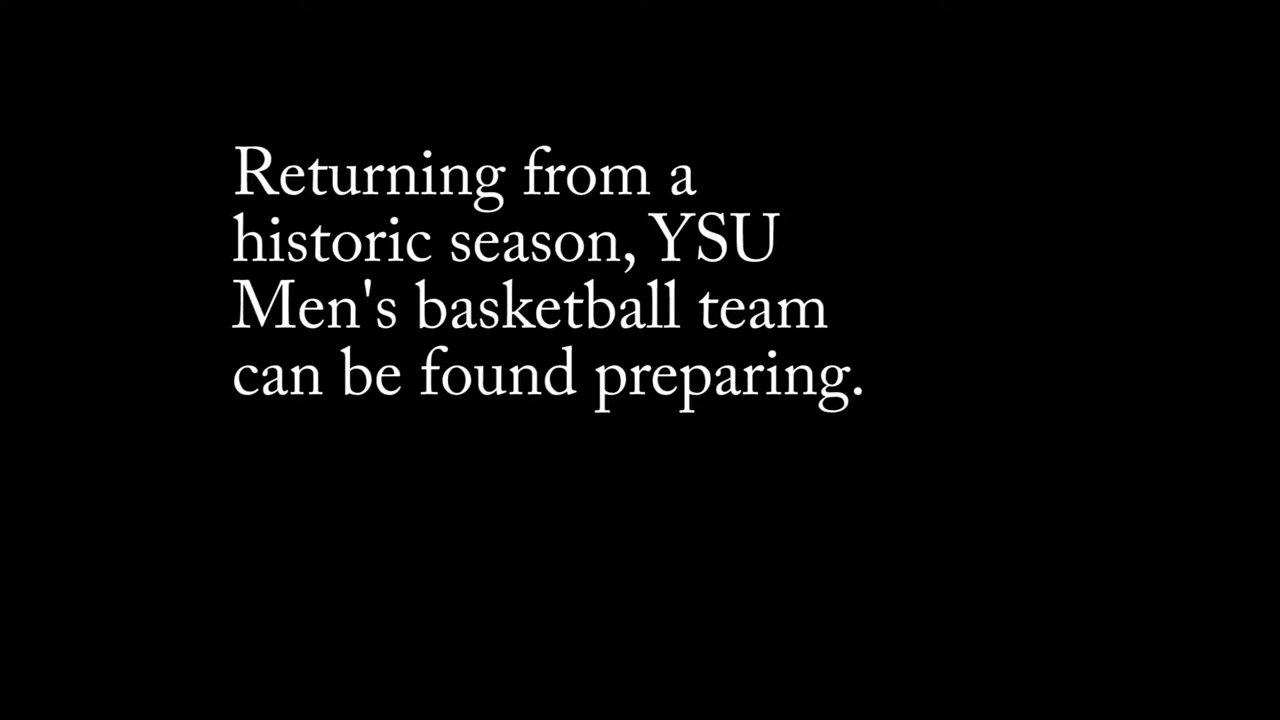 Returning from a
historic season, YSU
Men's basketball team
can be found preparing.